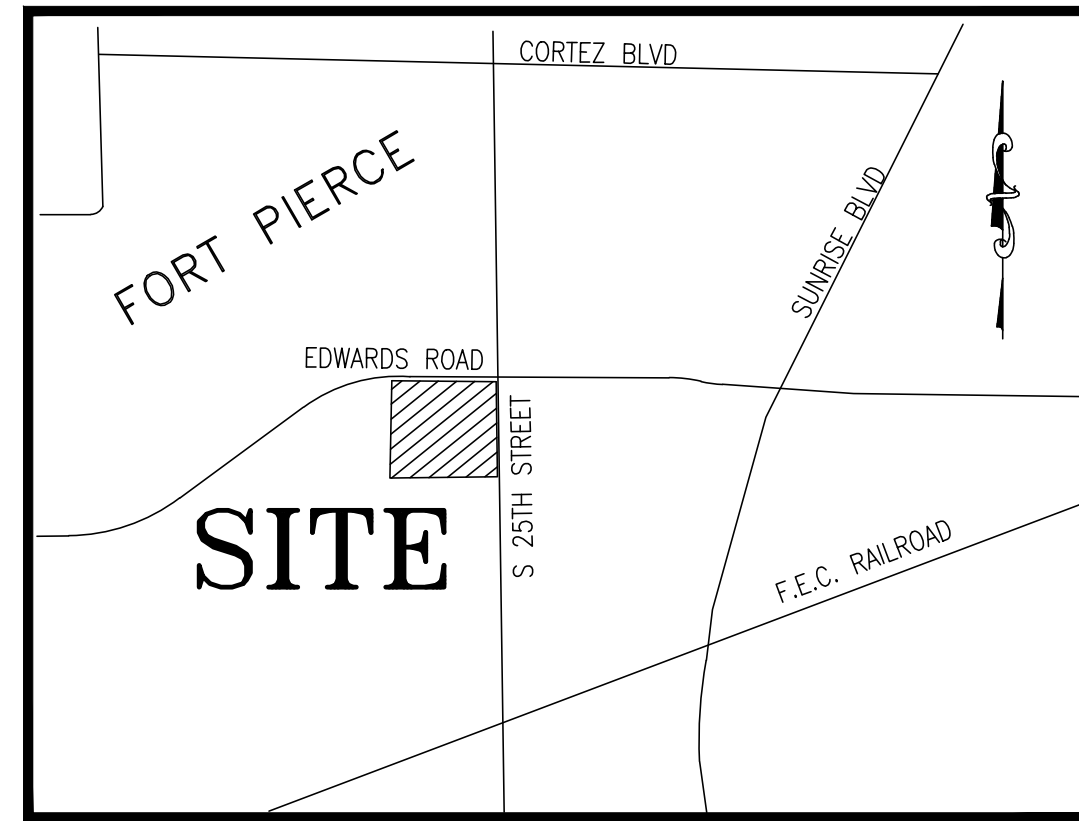 CORTEZ BLVD
FORT PIERCE
SUNRISE BLVD
EDWARDS ROAD
S 25TH STREET
SITE
F.E.C. RAILROAD